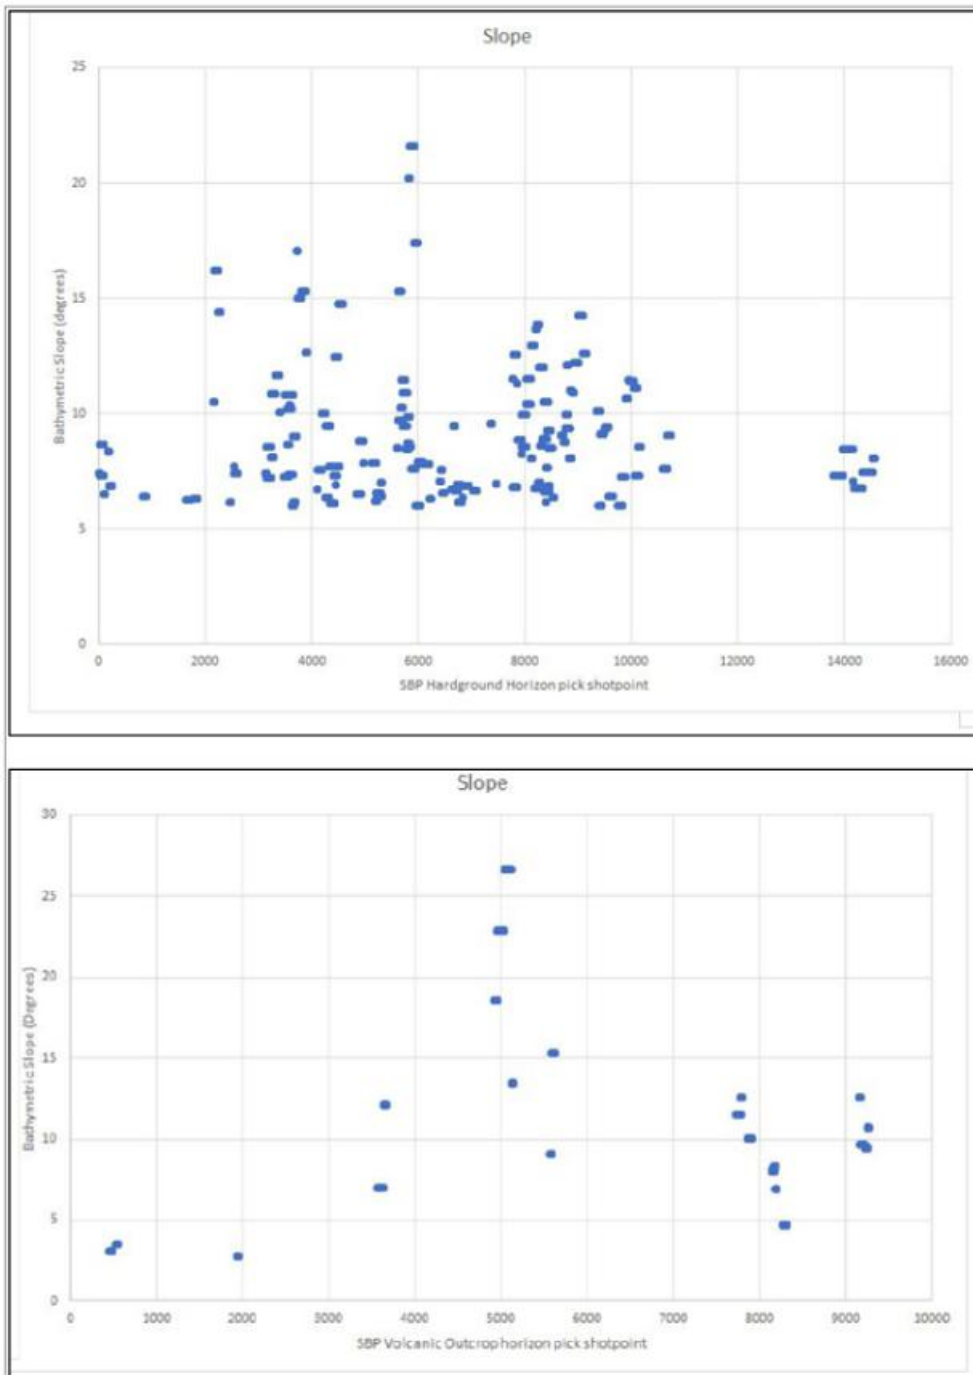 Slope
25
20
15
10
5
0
Bathymetric Slope (degrees)
0 2000 4000 6000 8000 10000 12000 14000 16000
SBP Hardground Horizon pick shotpoint
Slope
30
25
20
15
10
5
0
Bathymetric Slope (Degrees)
0 1000 2000 3000 4000 5000 6000 7000 8000 9000 10000
SBP Volcanic Outcrop horizon pick shotpoint